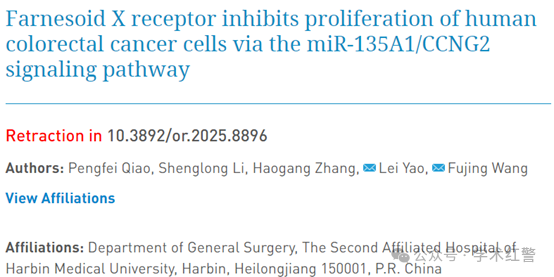 Farnesoid X receptor inhibits proliferation of human
colorectal cancer cells via the miR-135A1/CCNG2
signaling pathway
Retraction in 10.3892/or.2025.8896
Authors: Pengfei Qiao, Shenglong Li, Haogang Zhang, Lei Yao, Fujing Wang
View Affiliations
Affiliations: Department of General Surgery, The Second Affiliated Hospital of
Harbin Medical University, Harbin, Heilongjiang 150001, P.R. China
公众号 · 学术红警